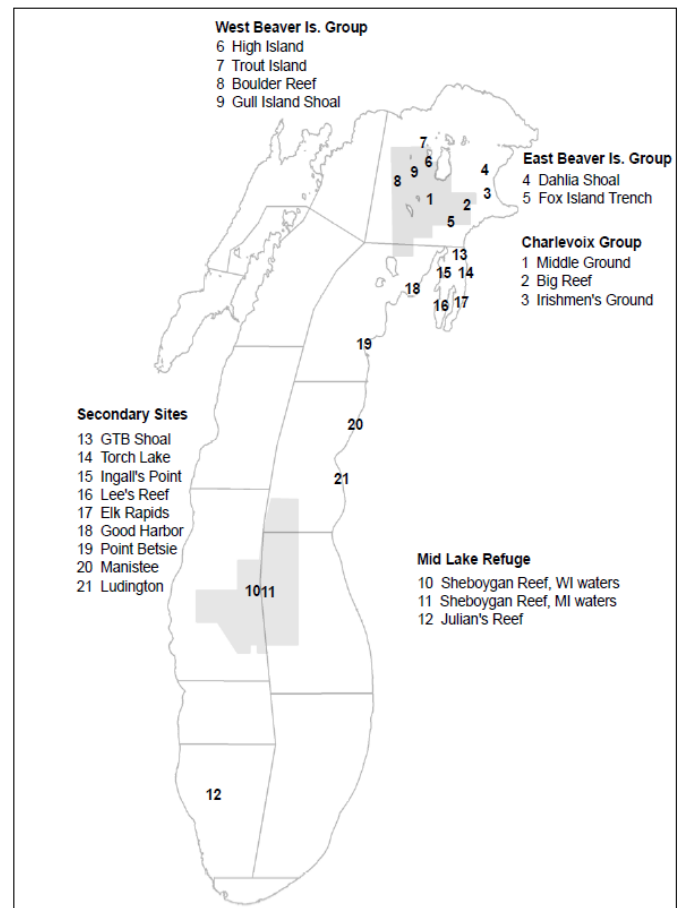 West Beaver Is. Group
6 High Island
7 Trout Island
8 Boulder Reef
9 Gull Island Shoal
7
6
9
8
4
3
1
2
5
East Beaver Is. Group
4 Dahlia Shoal
5 Fox Island Trench
Charlevoix Group
1 Middle Ground
2 Big Reef
3 Irishmen's Ground
13
15 14
18
16 17
19
20
21
Secondary Sites
13 GTB Shoal
14 Torch Lake
15 Ingall's Point
16 Lee's Reef
17 Elk Rapids
18 Good Harbor
19 Point Betsie
20 Manistee
21 Ludington
Mid Lake Refuge
10 Sheboygan Reef, WI waters
11 Sheboygan Reef, MI waters
12 Julian's Reef
10 11
12